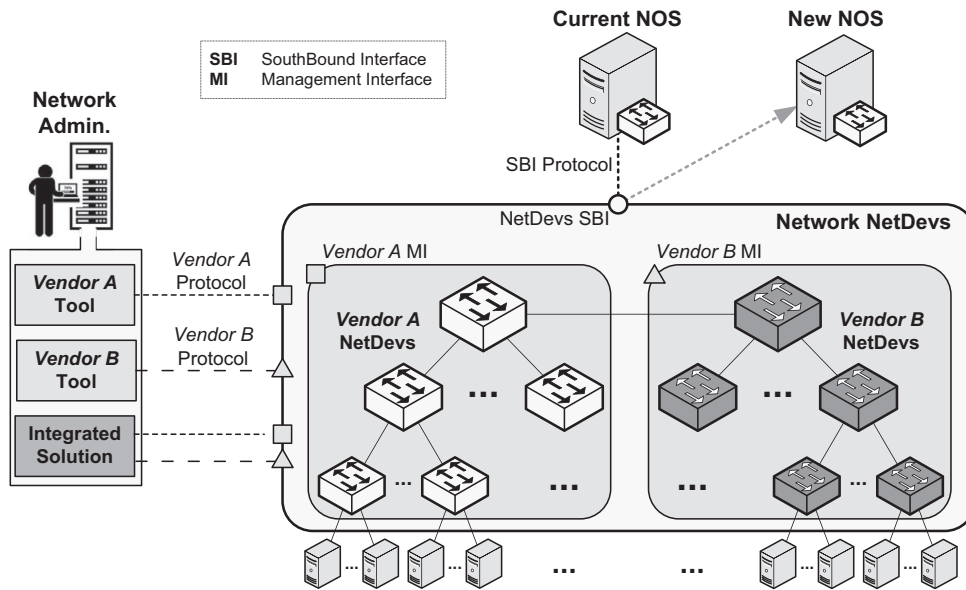 Current NOS
New NOS
SBI SouthBound Interface
MI Management Interface
Network
Admin.
SBI Protocol
NetDevs SBI
Network NetDevs
Vendor A
Protocol
Vendor A MI
Vendor B MI
Vendor A
Tool
Vendor A
NetDevs
Vendor B
NetDevs
Vendor B
Protocol
Vendor B
Tool
...
...
Integrated
Solution
...
...
...
...
...
...
...
...
...
...